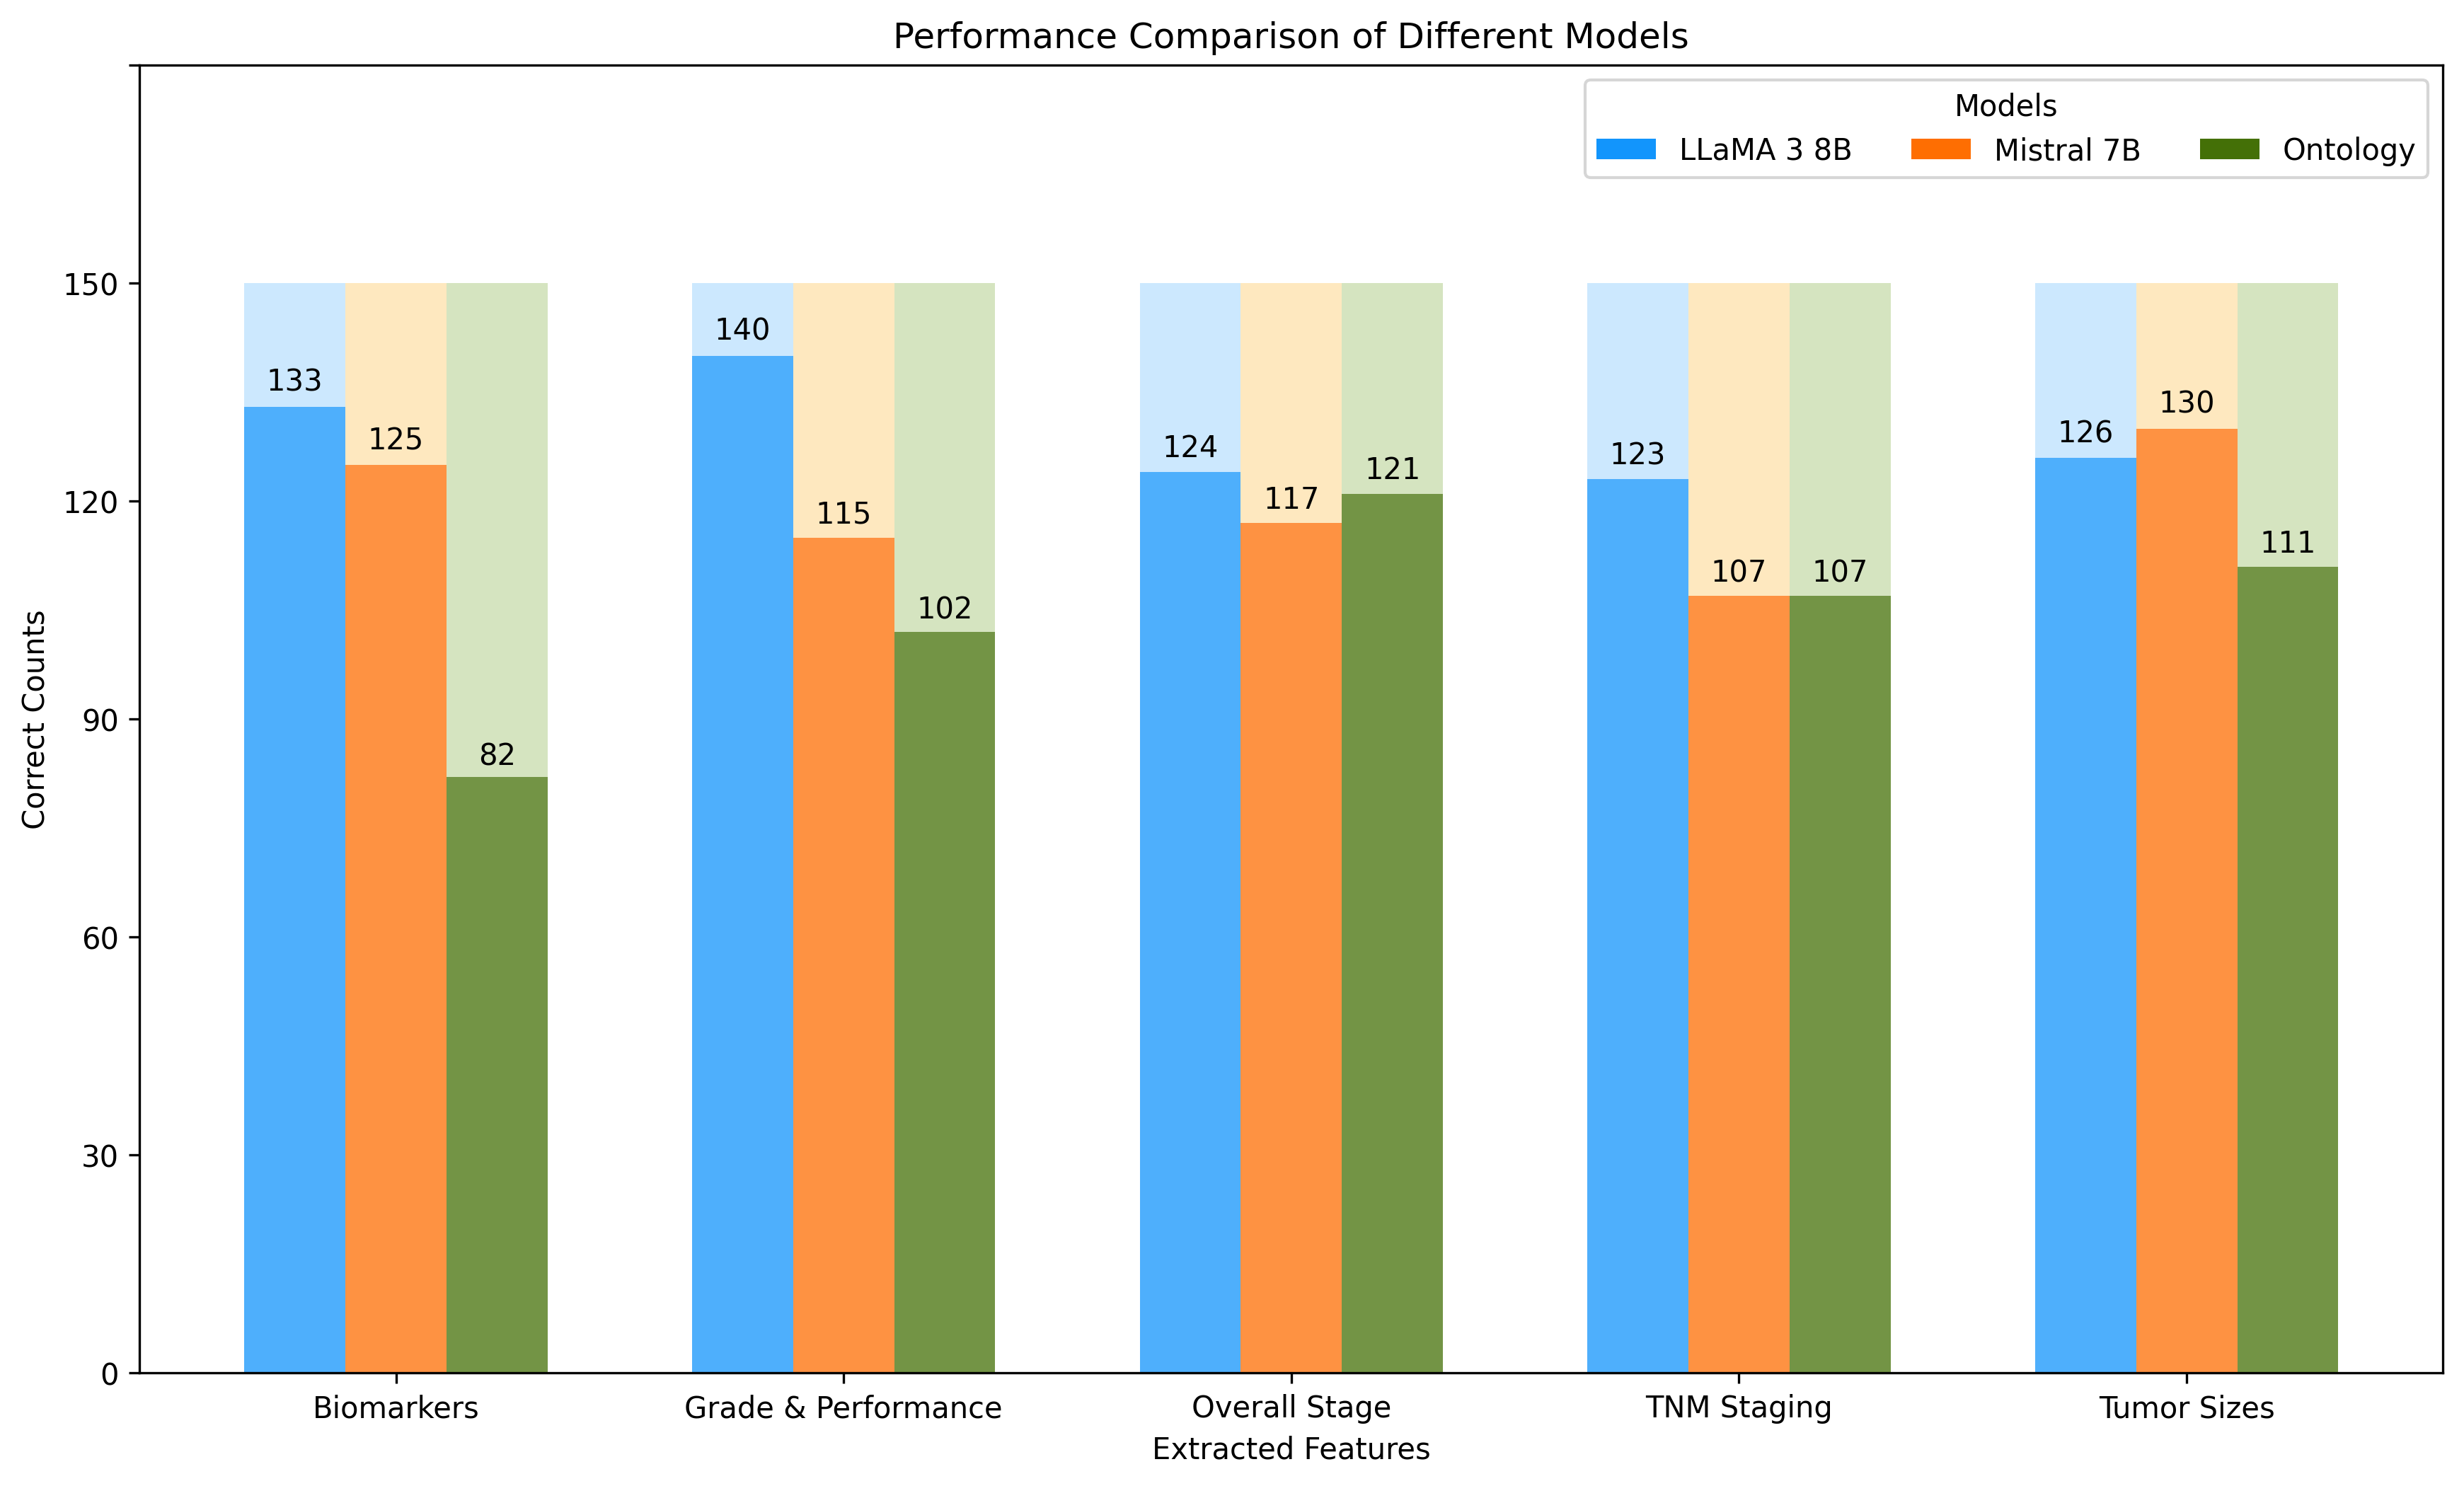 Performance Comparison of Different Models
Models
LLaMA 3 8B
Mistral 7B
Ontology
Correct Counts
150
120
90
60
30
0
133
125
82
140
115
102
124
117
121
123
107
107
126
130
111
Biomarkers
Grade & Performance
Overall Stage
TNM Staging
Tumor Sizes
Extracted Features